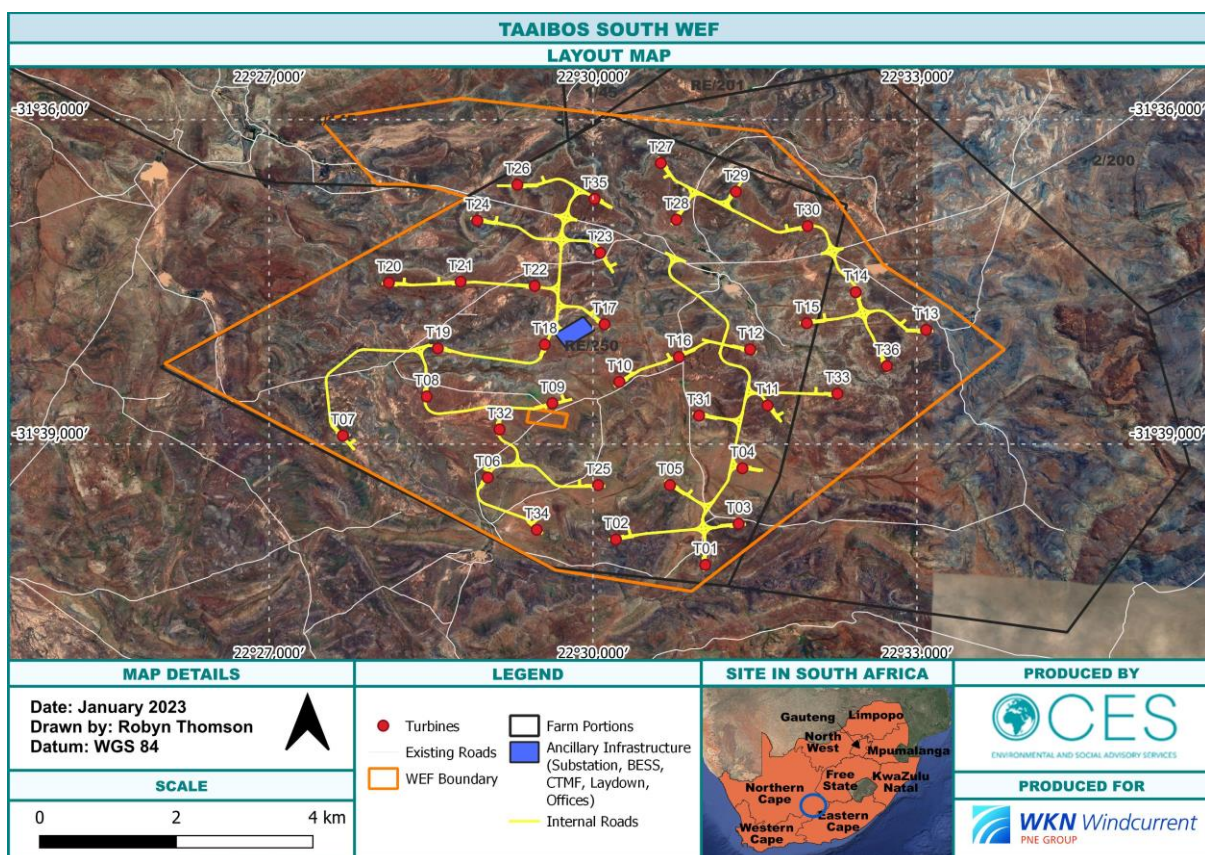 TAAIBOS SOUTH WEF
LAYOUT MAP
22°27,000′ 22°30,000′ 22°33,000′
RE/201
-31°36,000′ -31°36,000′
2/200
T27
T26 T29
T35
T24 T28 T30
T23
T20 T21 T22 T14
T17 T15 T13
T18
RE/250
T19 T16 T12 T36
T10
T08 T09 T11 T33
T31
T07 T32
-31°39,000′ -31°39,000′
T04
T06 T25 T05
T34 T02 T03
T01
22°27,000′ 22°30,000′ 22°33,000′
MAP DETAILS
Date: January 2023
Drawn by: Robyn Thomson
Datum: WGS 84
SCALE
0 2 4 km
LEGEND
Turbines
Existing Roads
WEF Boundary
Farm Portions
Ancillary Infrastructure
(Substation, BESS,
CTMF, Laydown,
Offices)
Internal Roads
SITE IN SOUTH AFRICA
Limpopo
Gauteng
North
West
Mpumalanga
Free
State
KwaZulu
Natal
Northern
Cape
Eastern
Cape
Western
Cape
PRODUCED BY
CES
ENVIRONMENTAL AND SOCIAL ADVISORY SERVICES
PRODUCED FOR
WKN Windcurrent
PNE GROUP